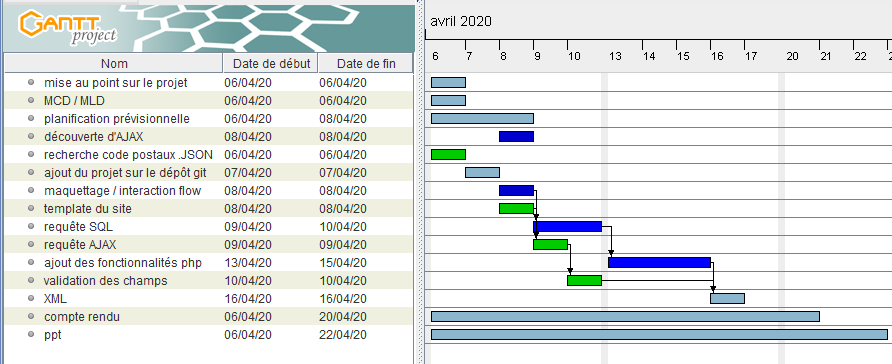 GANTT
project
avril 2020
Nom Date de début Date de fin
6 7 8 9 10 13 14 15 16 17 20 21 22
mise au point sur le projet 06/04/20 06/04/20
MCD / MLD 06/04/20 06/04/20
planification prévisionnelle 06/04/20 08/04/20
découverte d'AJAX 08/04/20 08/04/20
recherche code postaux .JSON 06/04/20 06/04/20
ajout du projet sur le dépôt git 07/04/20 07/04/20
maquettage / interaction flow 08/04/20 08/04/20
template du site 08/04/20 08/04/20
requête SQL 09/04/20 10/04/20
requête AJAX 09/04/20 09/04/20
ajout des fonctionnalités php 13/04/20 15/04/20
validation des champs 10/04/20 10/04/20
XML 16/04/20 16/04/20
compte rendu 06/04/20 20/04/20
ppt 06/04/20 22/04/20